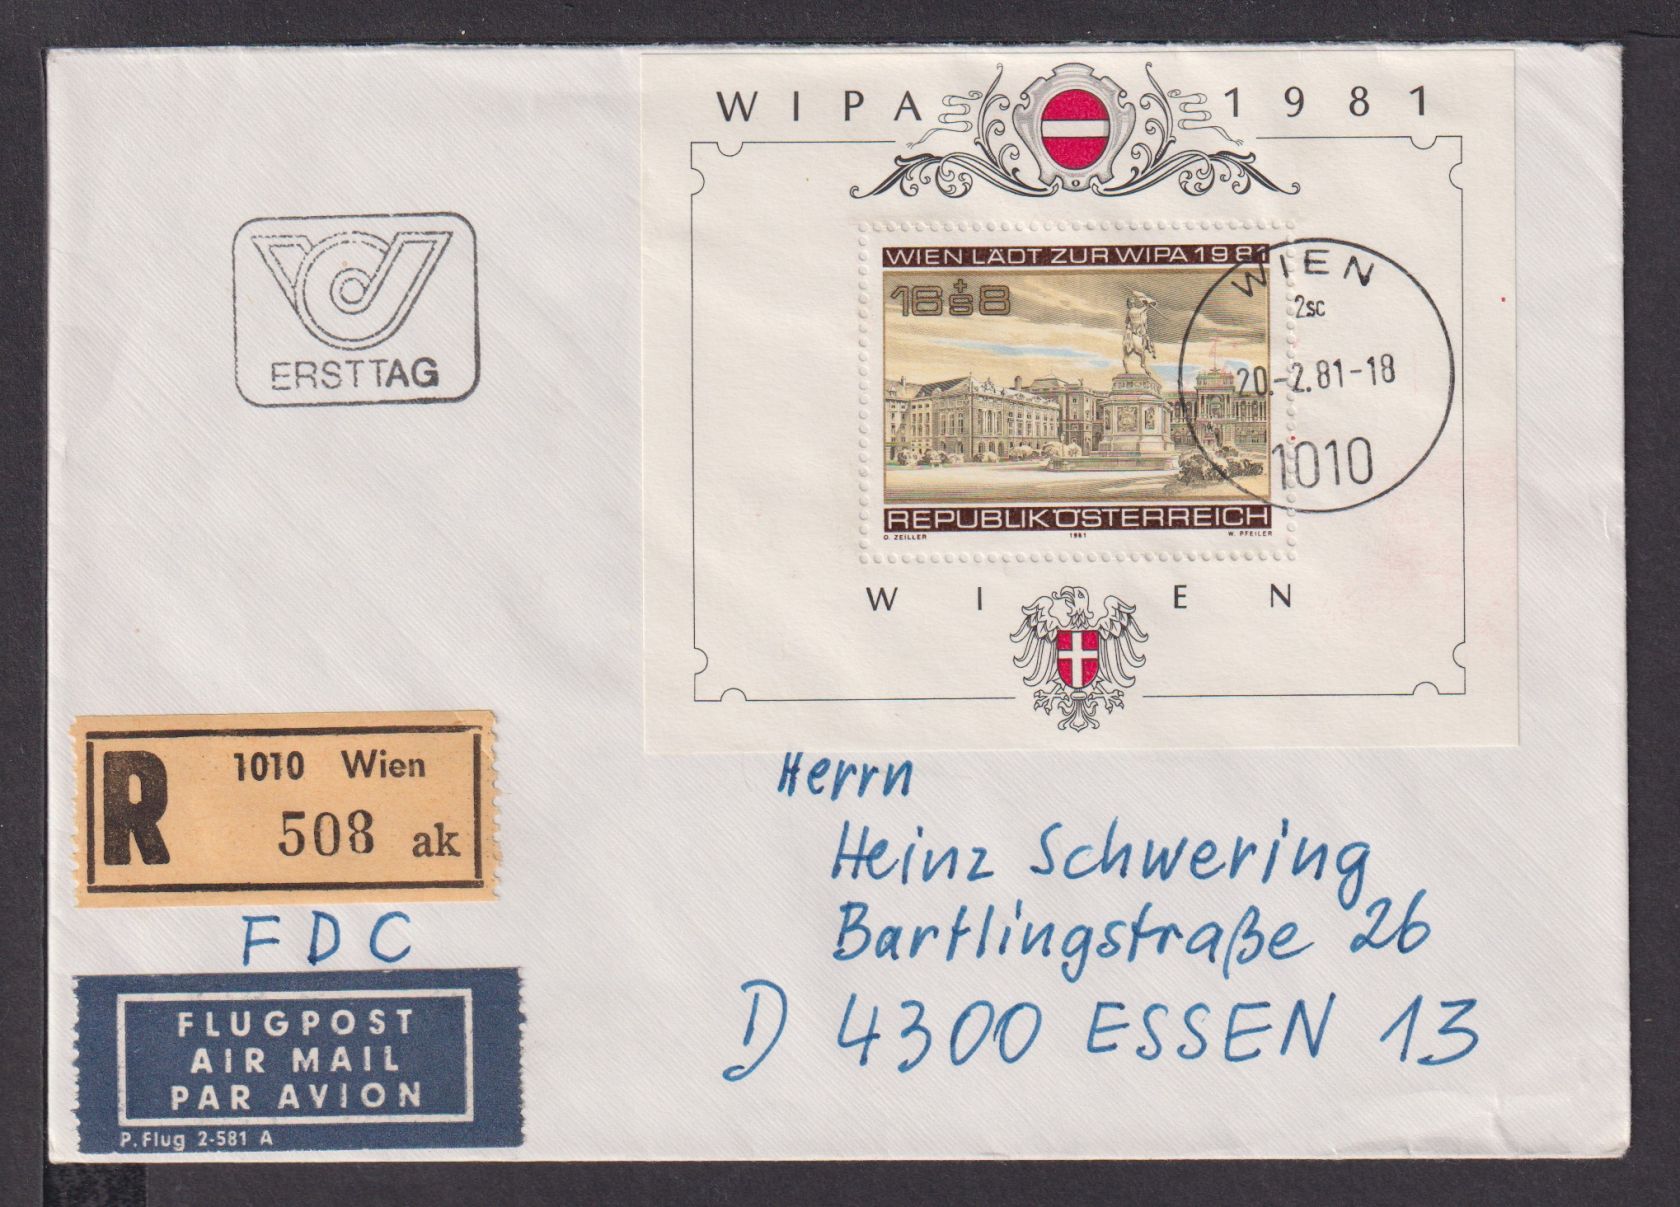 WIPA 1981
WIEN LÄDT ZUR WIPA 1981
16+S8
REPUBLIK ÖSTERREICH
O. ZEILLER 1981 W. PFEILER
WIEN
WIEN
2sc
20.-2.81-18
1010
ERSTTAG
R
1010 Wien
508 ak
FDC
FLUGPOST
AIR MAIL
PAR AVION
P. Flug 2-581 A
Herrn
Heinz Schwering
Bartlingstraße 26
D 4300 ESSEN 13